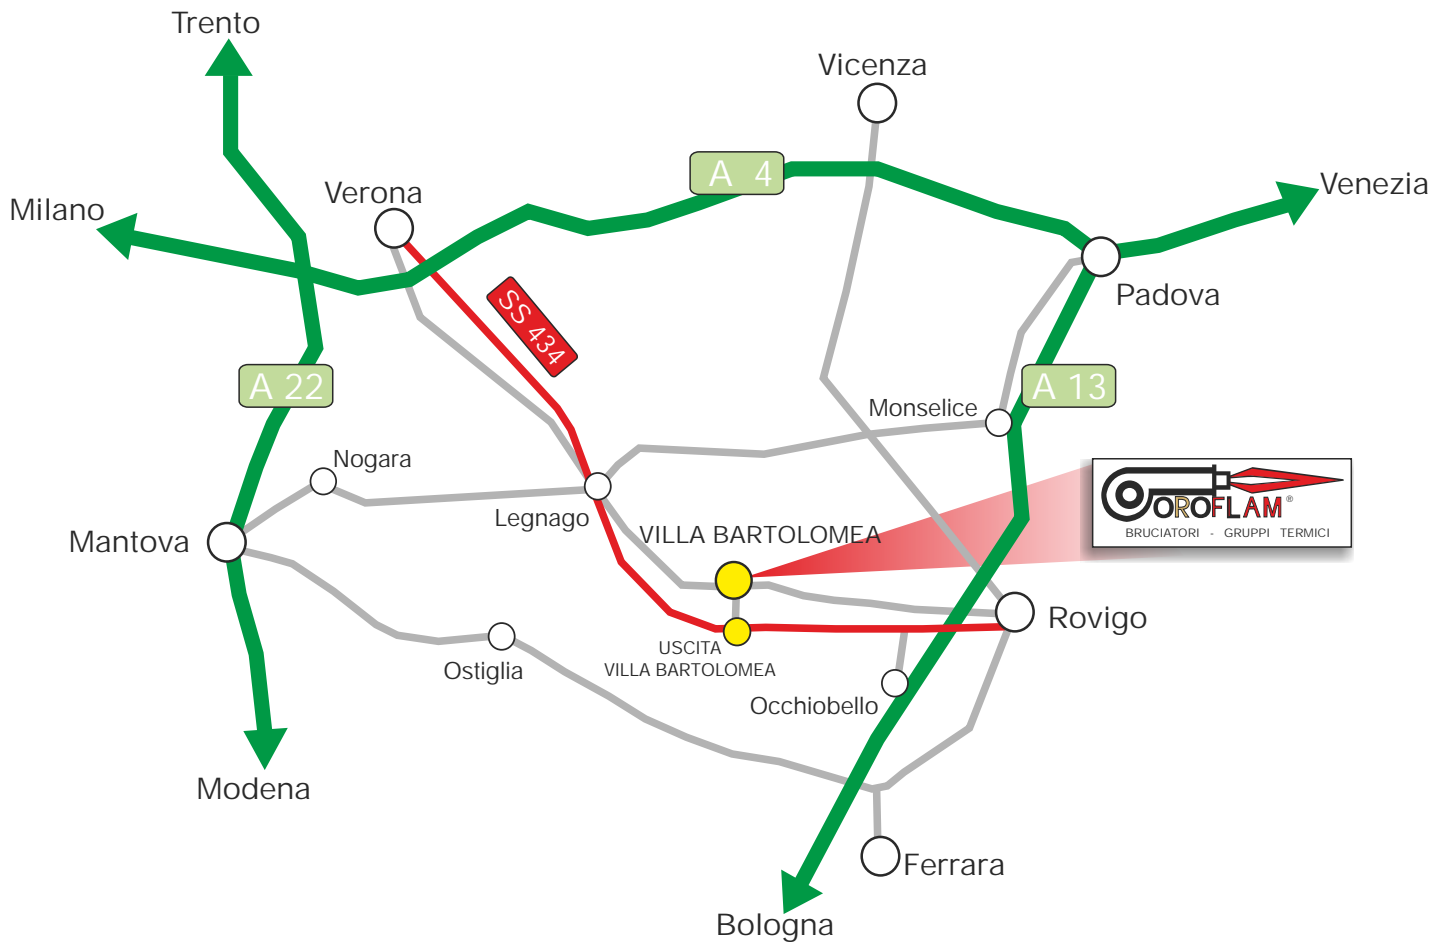 Trento
Vicenza
A 4
Verona
Venezia
Milano
Padova
SS 434
A 22
A 13
Monselice
Nogara
OROFLAM®
BRUCIATORI - GRUPPI TERMICI
Legnago
VILLA BARTOLOMEA
Mantova
Rovigo
USCITA
VILLA BARTOLOMEA
Ostiglia
Occhiobello
Modena
Ferrara
Bologna